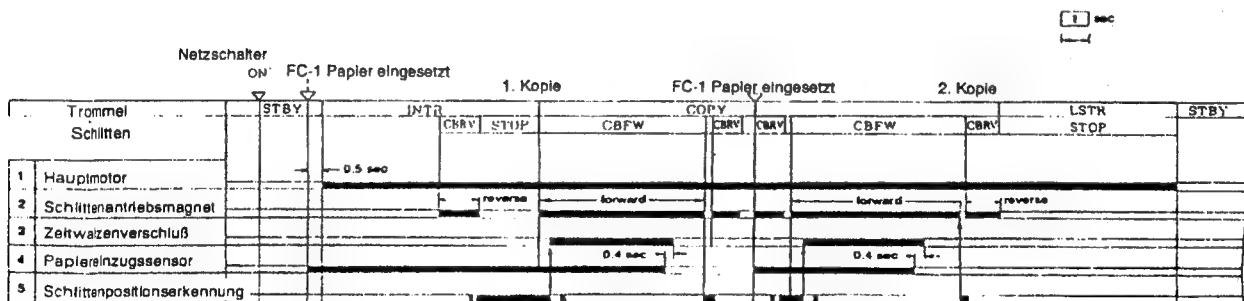 1 sec
Netzschalter
ON
FC-1 Papier eingesetzt
1. Kopie
FC-1 Papier eingesetzt
2. Kopie
Trommel STBY INTR COPY LSTR STBY
Schlitten CBRV STOP CBFW CBRV CBRV CBFW CBRV STOP
0.5 sec
1 Hauptmotor
2 Schlittenantriebsmagnet reverse forward forward reverse
3 Zeitwalzenverschluß
4 Papiereinzugssensor 0.4 sec 0.4 sec
5 Schlittenpositionserkennung